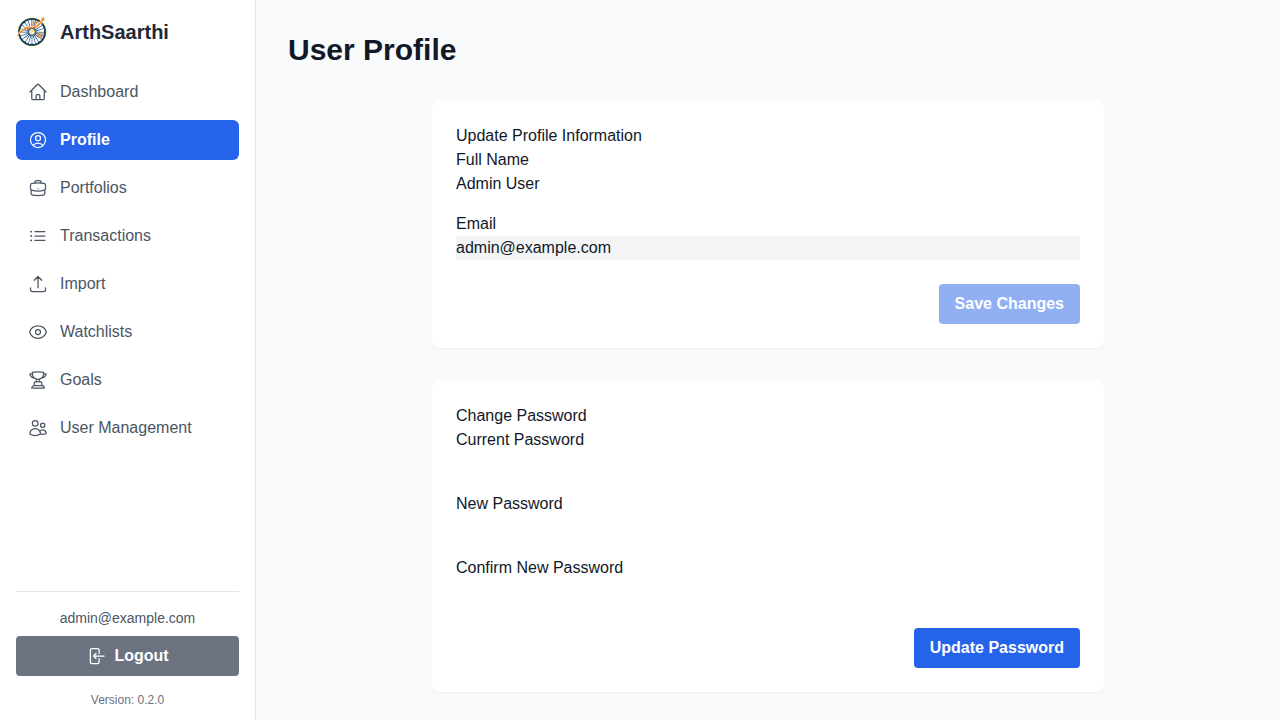 ArthSaarthi
Dashboard
Profile
Portfolios
Transactions
Import
Watchlists
Goals
User Management
admin@example.com
Logout
Version: 0.2.0
User Profile
Update Profile Information
Full Name
Admin User
Email
admin@example.com
Save Changes
Change Password
Current Password
New Password
Confirm New Password
Update Password